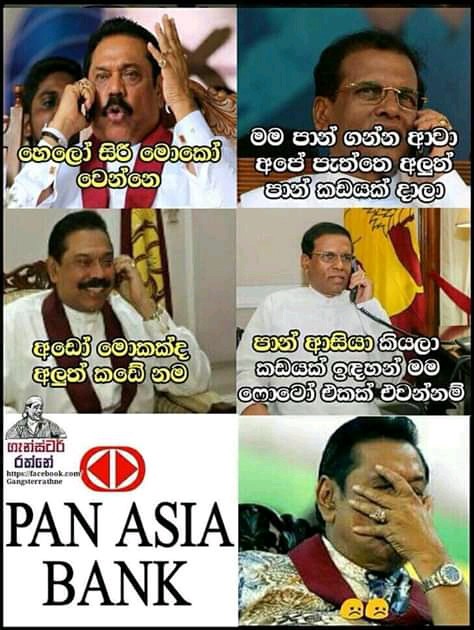 හෙලෝ සිරී මොකෝ
වෙන්නෙ
මම පාන් ගන්න ආවා
අපේ පැත්තෙ අලුත්
පාන් කඩයක් දාලා
අඩෝ මොකක්ද
අලුත් කඩේ නම
පාන් ආසියා කියලා
කඩයක් ඉඳහන් මම
ෆොටෝ එකක් එවන්නම්
ගැන්ස්ටර්
රත්නේ
https://facebook.com
Gangsterrathne
PAN ASIA
BANK